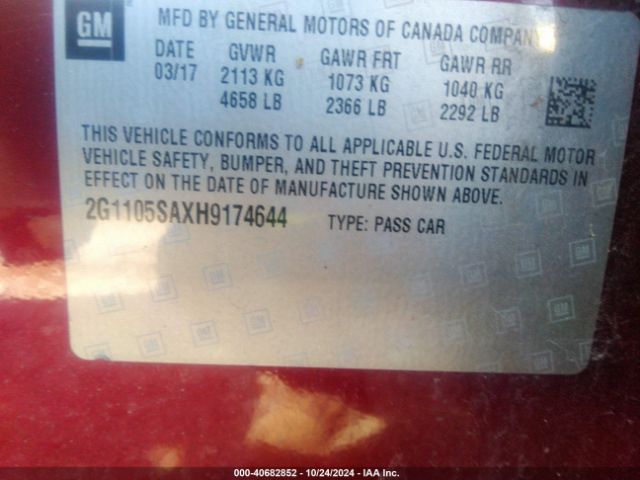 GM
MFD BY GENERAL MOTORS OF CANADA COMPANY
DATE GVWR GAWR FRT GAWR RR
03/17 2113 KG 1073 KG 1040 KG
4658 LB 2366 LB 2292 LB
THIS VEHICLE CONFORMS TO ALL APPLICABLE U.S. FEDERAL MOTOR
VEHICLE SAFETY, BUMPER, AND THEFT PREVENTION STANDARDS IN
EFFECT ON THE DATE OF MANUFACTURE SHOWN ABOVE.
2G1105SAXH9174644 TYPE: PASS CAR
000-40682852 - 10/24/2024 - IAA Inc.